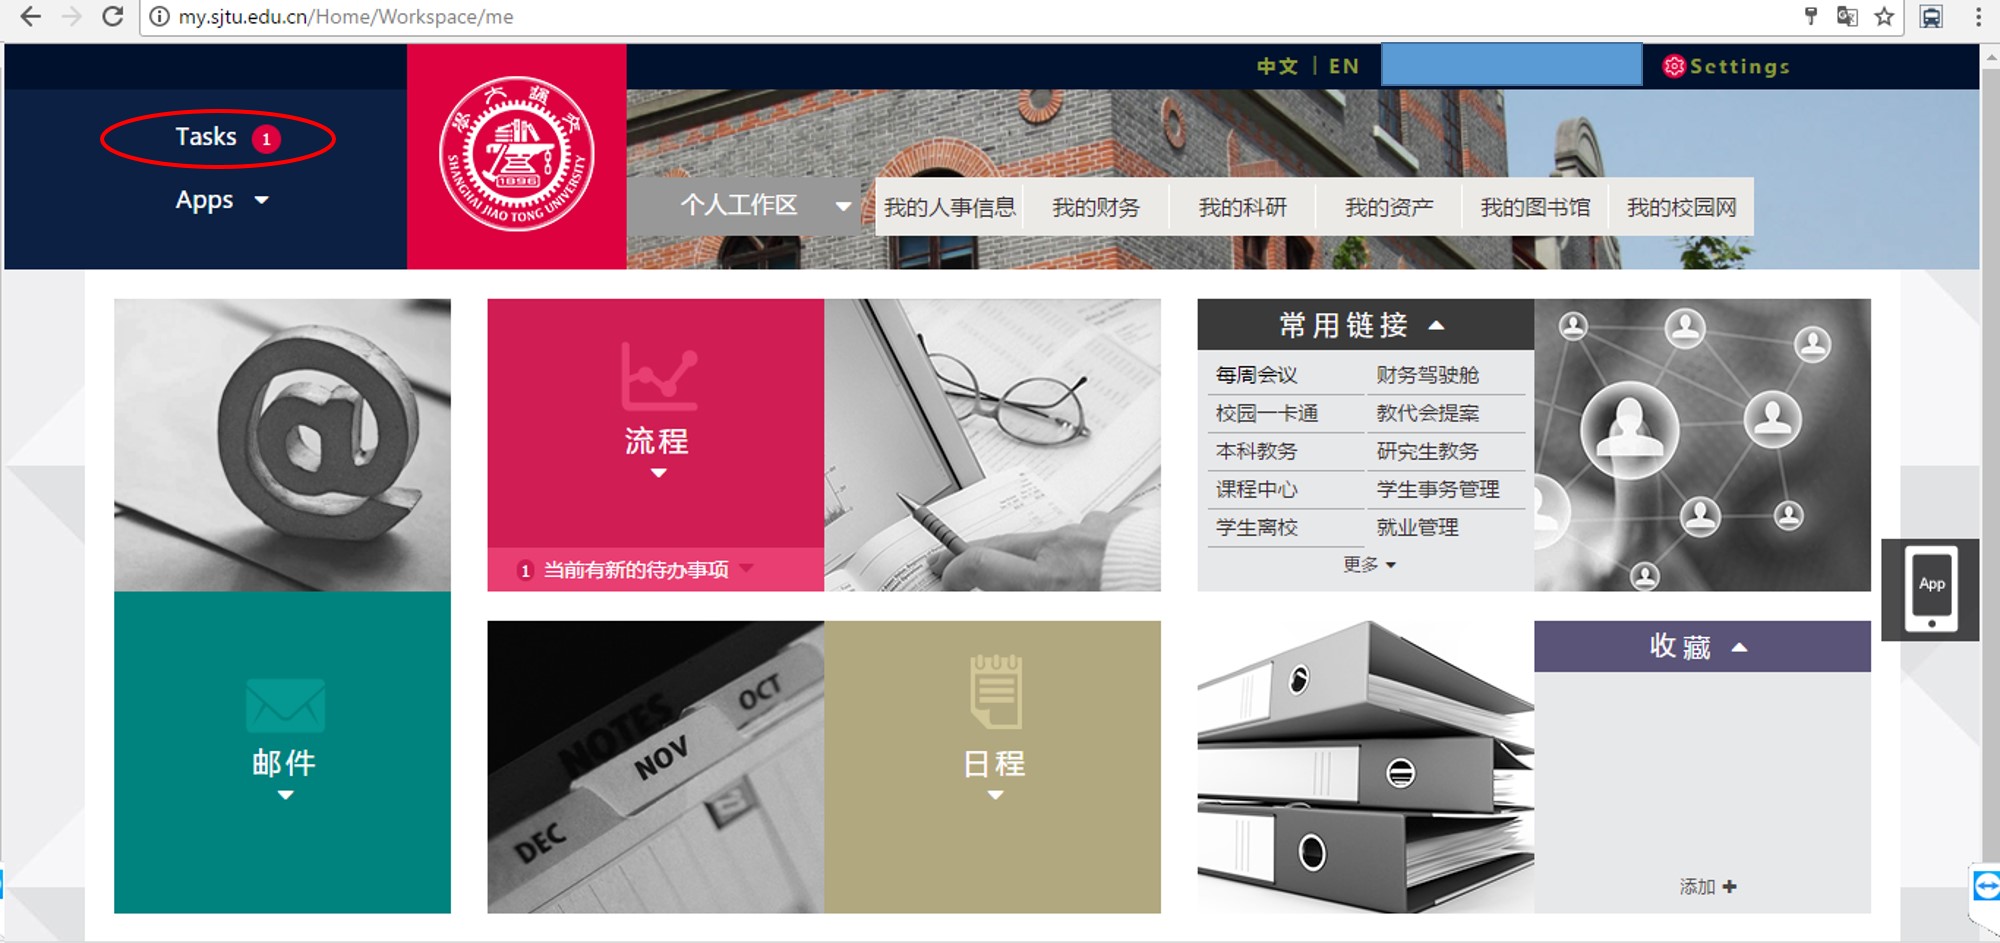 my.sjtu.edu.cn/Home/Workspace/me
中文 | EN
Settings
Tasks 1
Apps
SHANGHAI JIAO TONG UNIVERSITY
1896
个人工作区
我的人事信息
我的财务
我的科研
我的资产
我的图书馆
我的校园网
流程
1 当前有新的待办事项
常用链接
每周会议 财务驾驶舱
校园一卡通 教代会提案
本科教务 研究生教务
课程中心 学生事务管理
学生离校 就业管理
更多
App
邮件
NOTES
OCT
NOV
DEC
日程
收藏
添加